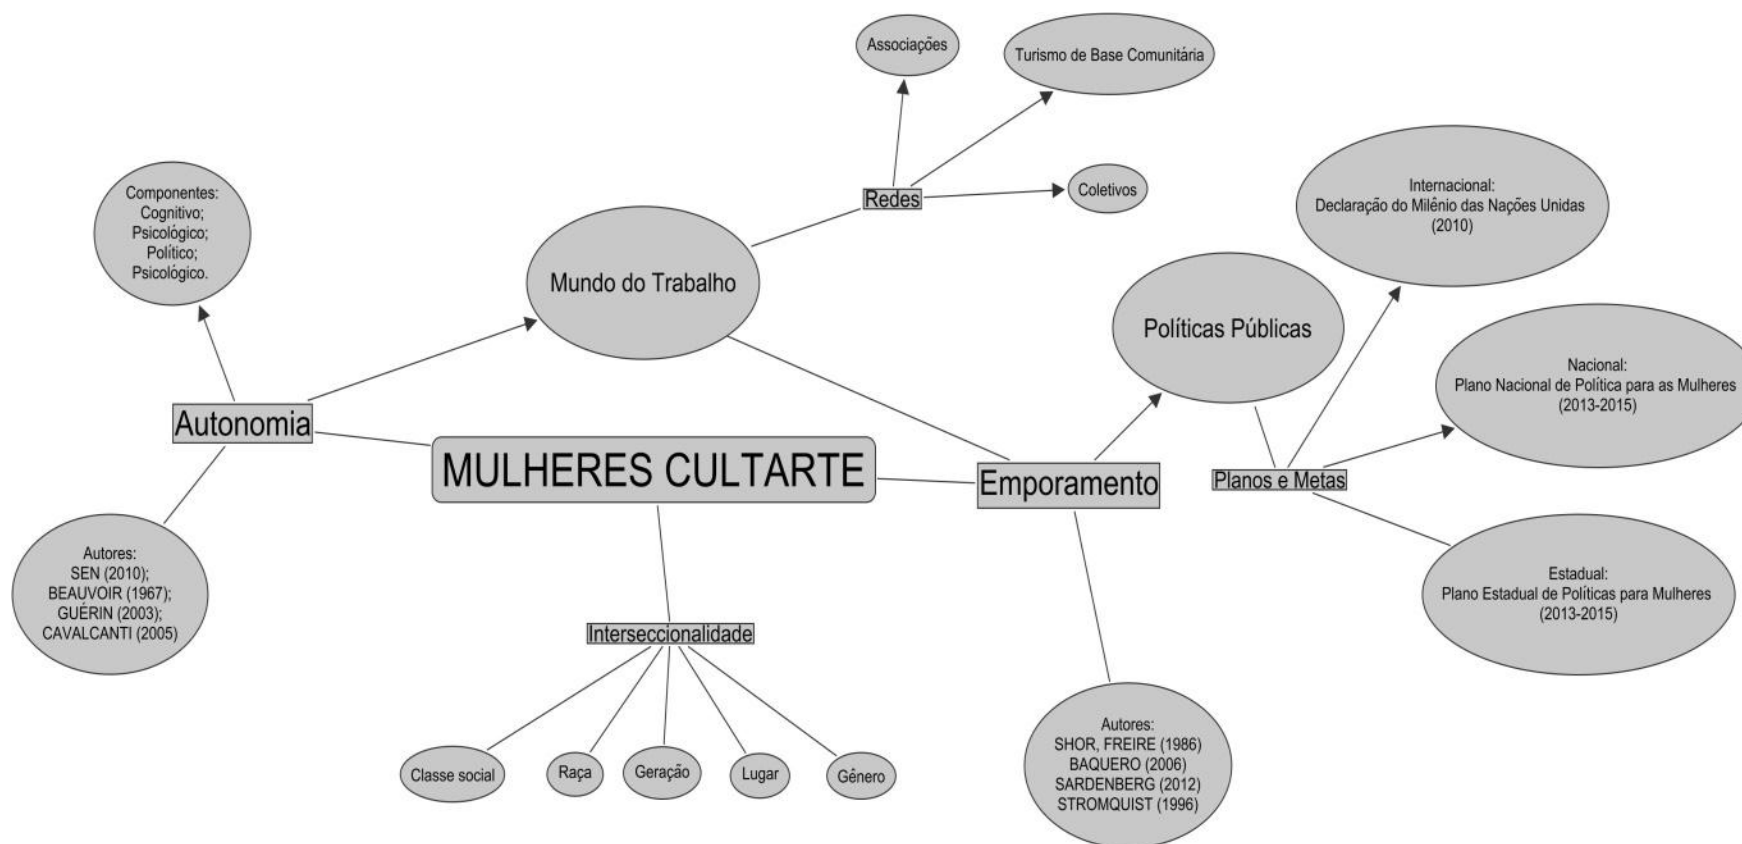 Associações
Turismo de Base Comunitária
Redes
Coletivos
Componentes:
Cognitivo;
Psicológico;
Político;
Psicológico.
Mundo do Trabalho
Internacional:
Declaração do Milênio das Nações Unidas
(2010)
Políticas Públicas
Nacional:
Plano Nacional de Política para as Mulheres
(2013-2015)
Autonomia
MULHERES CULTARTE
Emporamento
Planos e Metas
Autores:
SEN (2010);
BEAUVOIR (1967);
GUÉRIN (2003);
CAVALCANTI (2005)
Estadual:
Plano Estadual de Políticas para Mulheres
(2013-2015)
Interseccionalidade
Classe social
Raça
Geração
Lugar
Gênero
Autores:
SHOR, FREIRE (1986)
BAQUERO (2006)
SARDENBERG (2012)
STROMQUIST (1996)